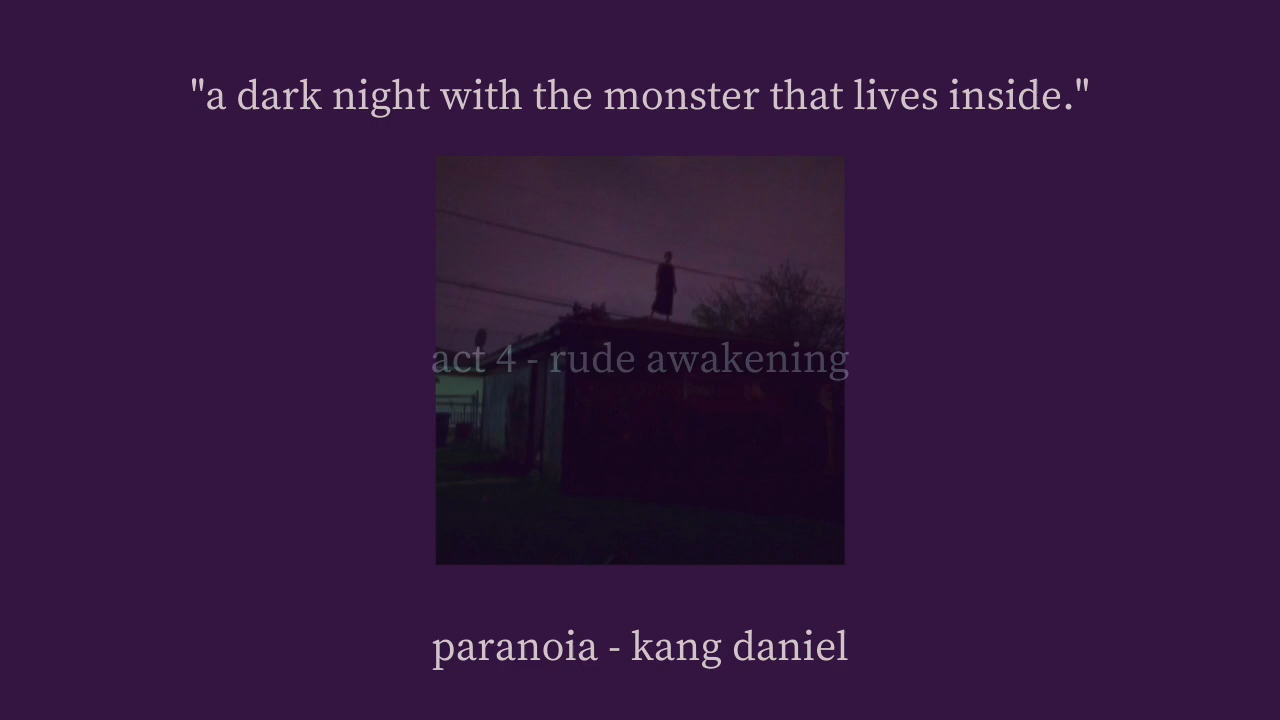 "a dark night with the monster that lives inside."
act 4 - rude awakening
paranoia - kang daniel